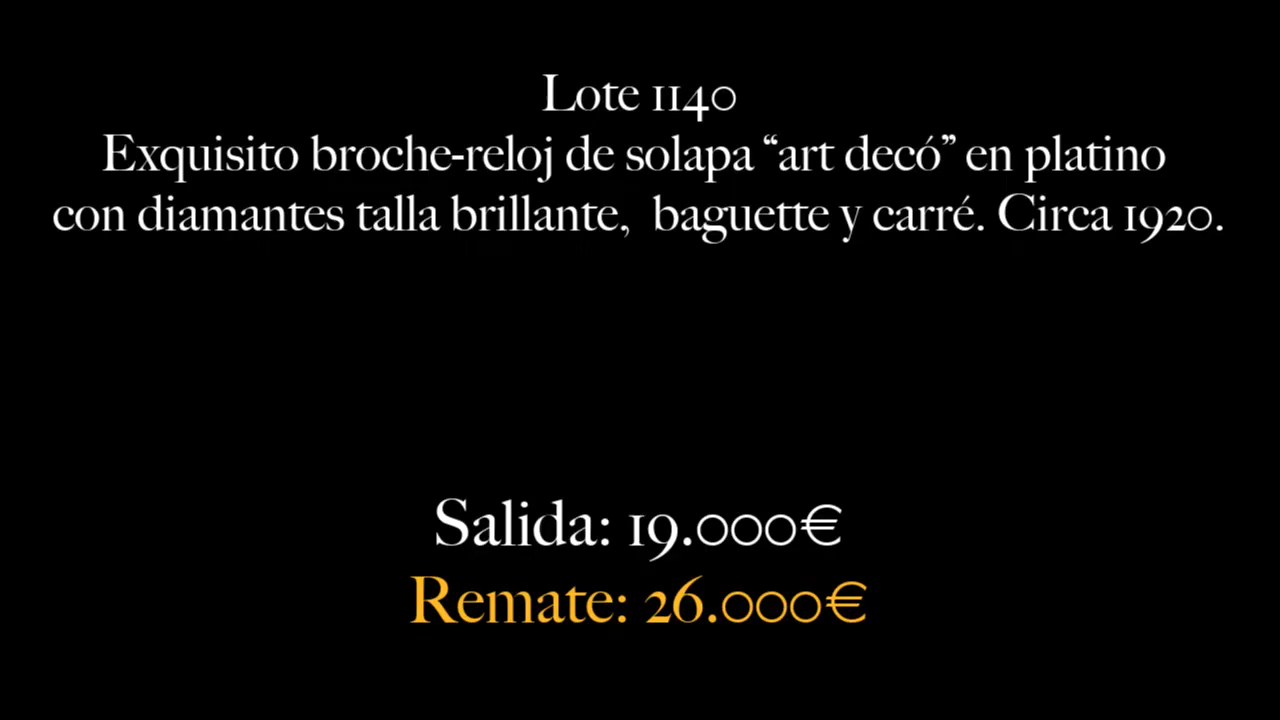 Lote 1140
Exquisito broche-reloj de solapa “art decó” en platino
con diamantes talla brillante,  baguette y carré. Circa 1920.
Salida: 19.000€
Remate: 26.000€